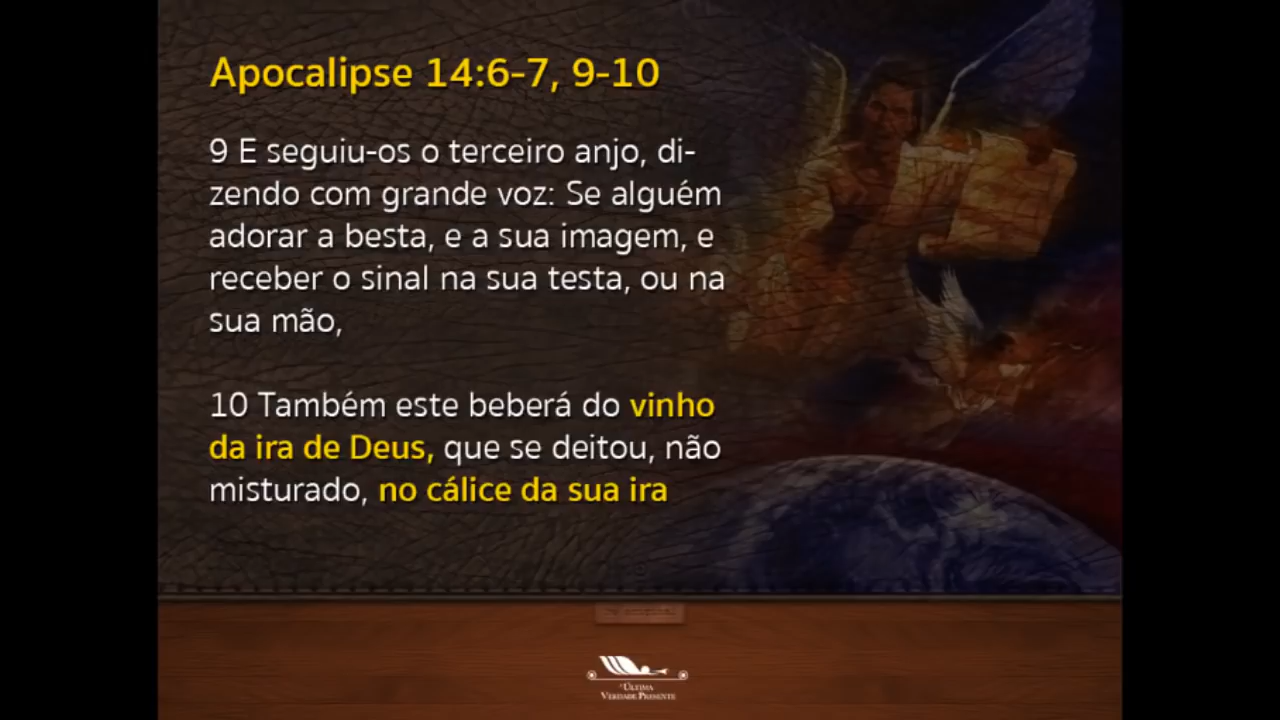 Apocalipse 14:6-7, 9-10
9 E seguiu-os o terceiro anjo, di-
zendo com grande voz: Se alguém
adorar a besta, e a sua imagem, e
receber o sinal na sua testa, ou na
sua mão,
10 Também este beberá do vinho
da ira de Deus, que se deitou, não
misturado, no cálice da sua ira
ÚLTIMA
VERDADE PRESENTE